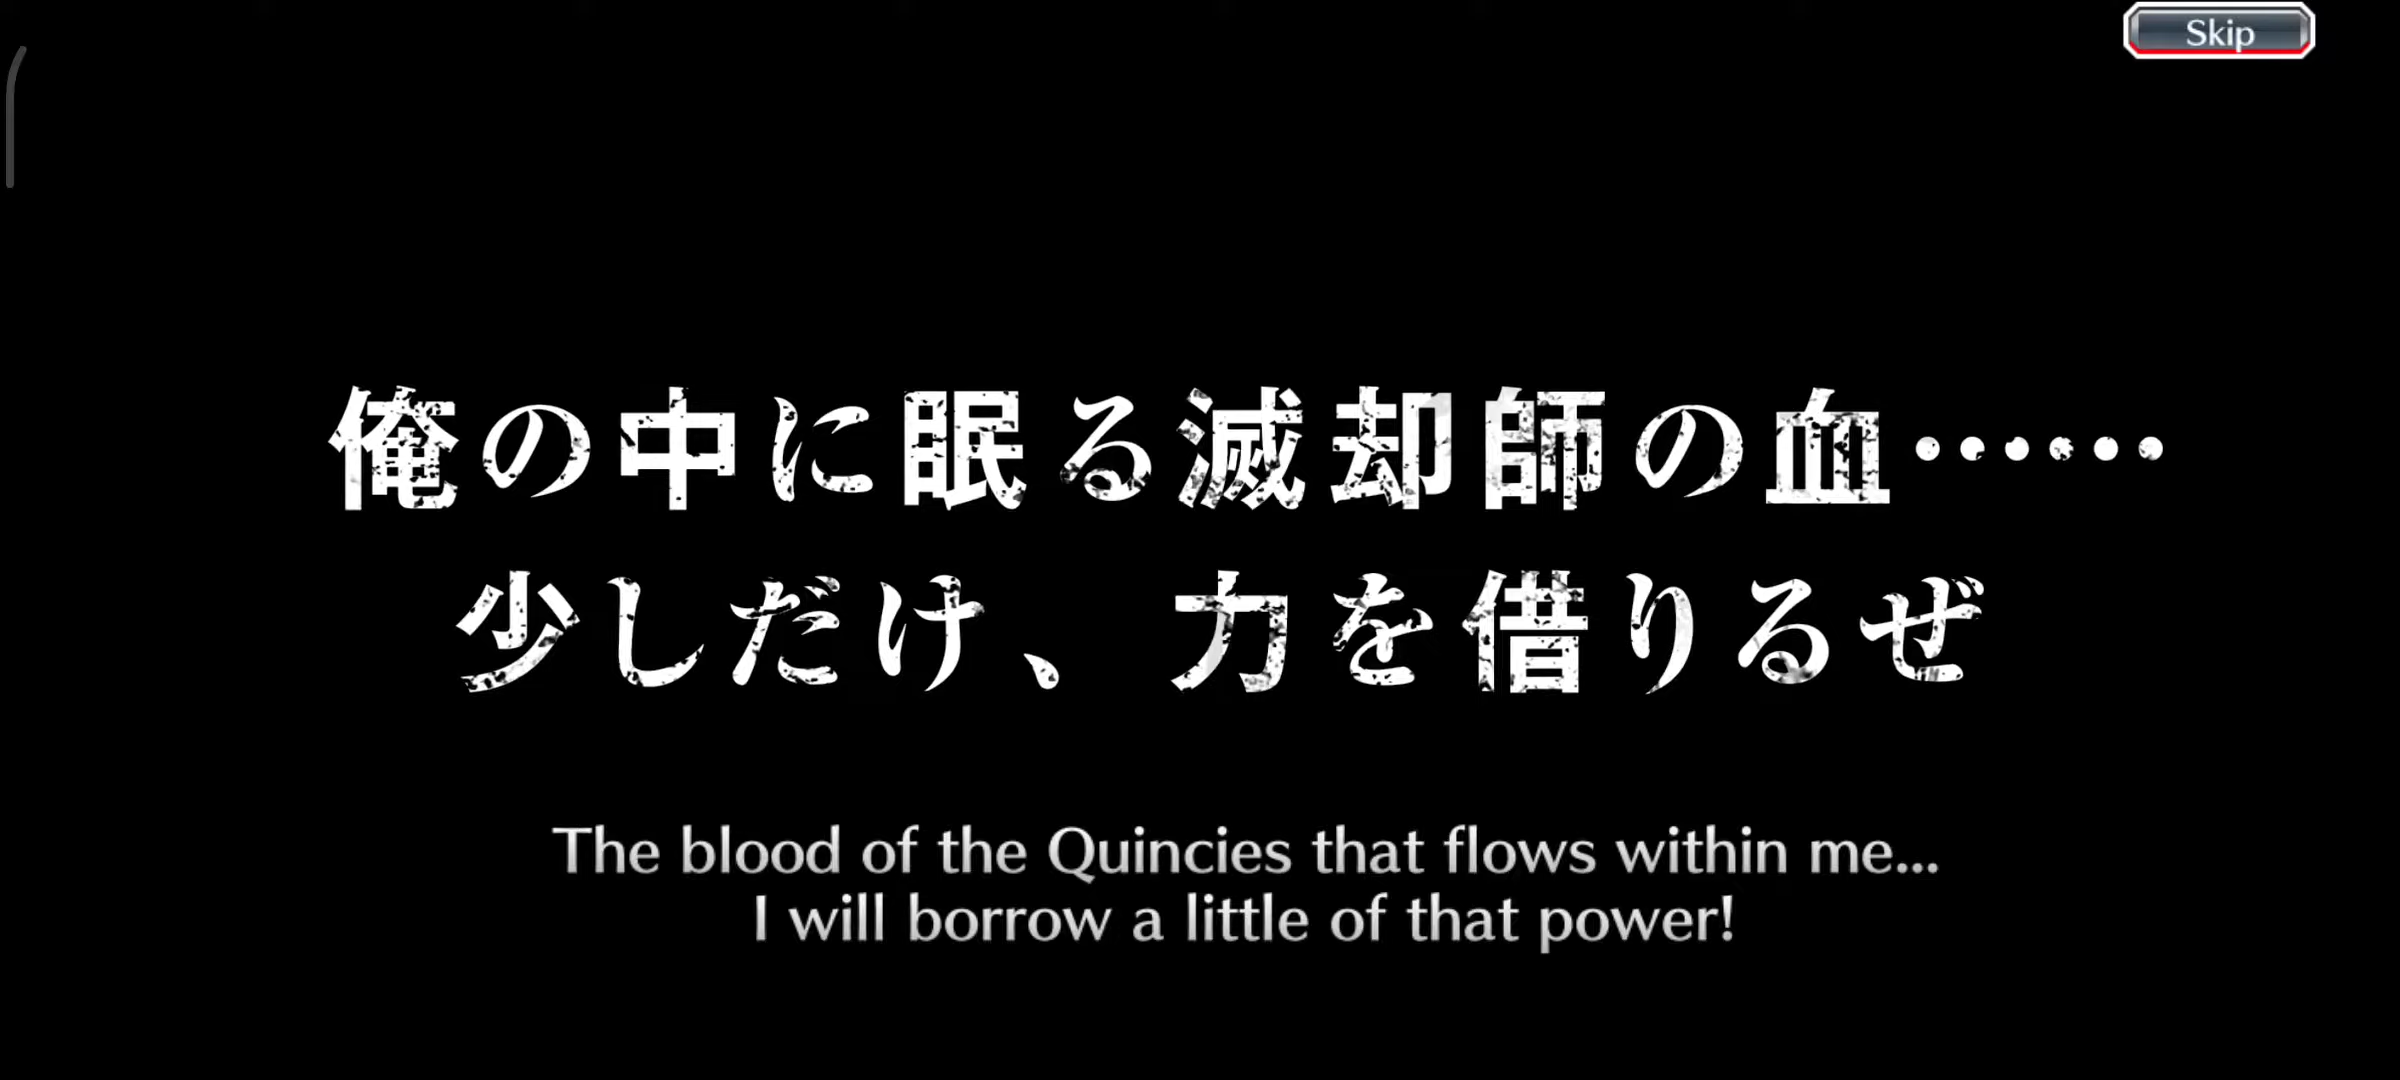 Skip
俺の中に眠る滅却師の血……
少しだけ、力を借りるぜ
The blood of the Quincies that flows within me...
I will borrow a little of that power!